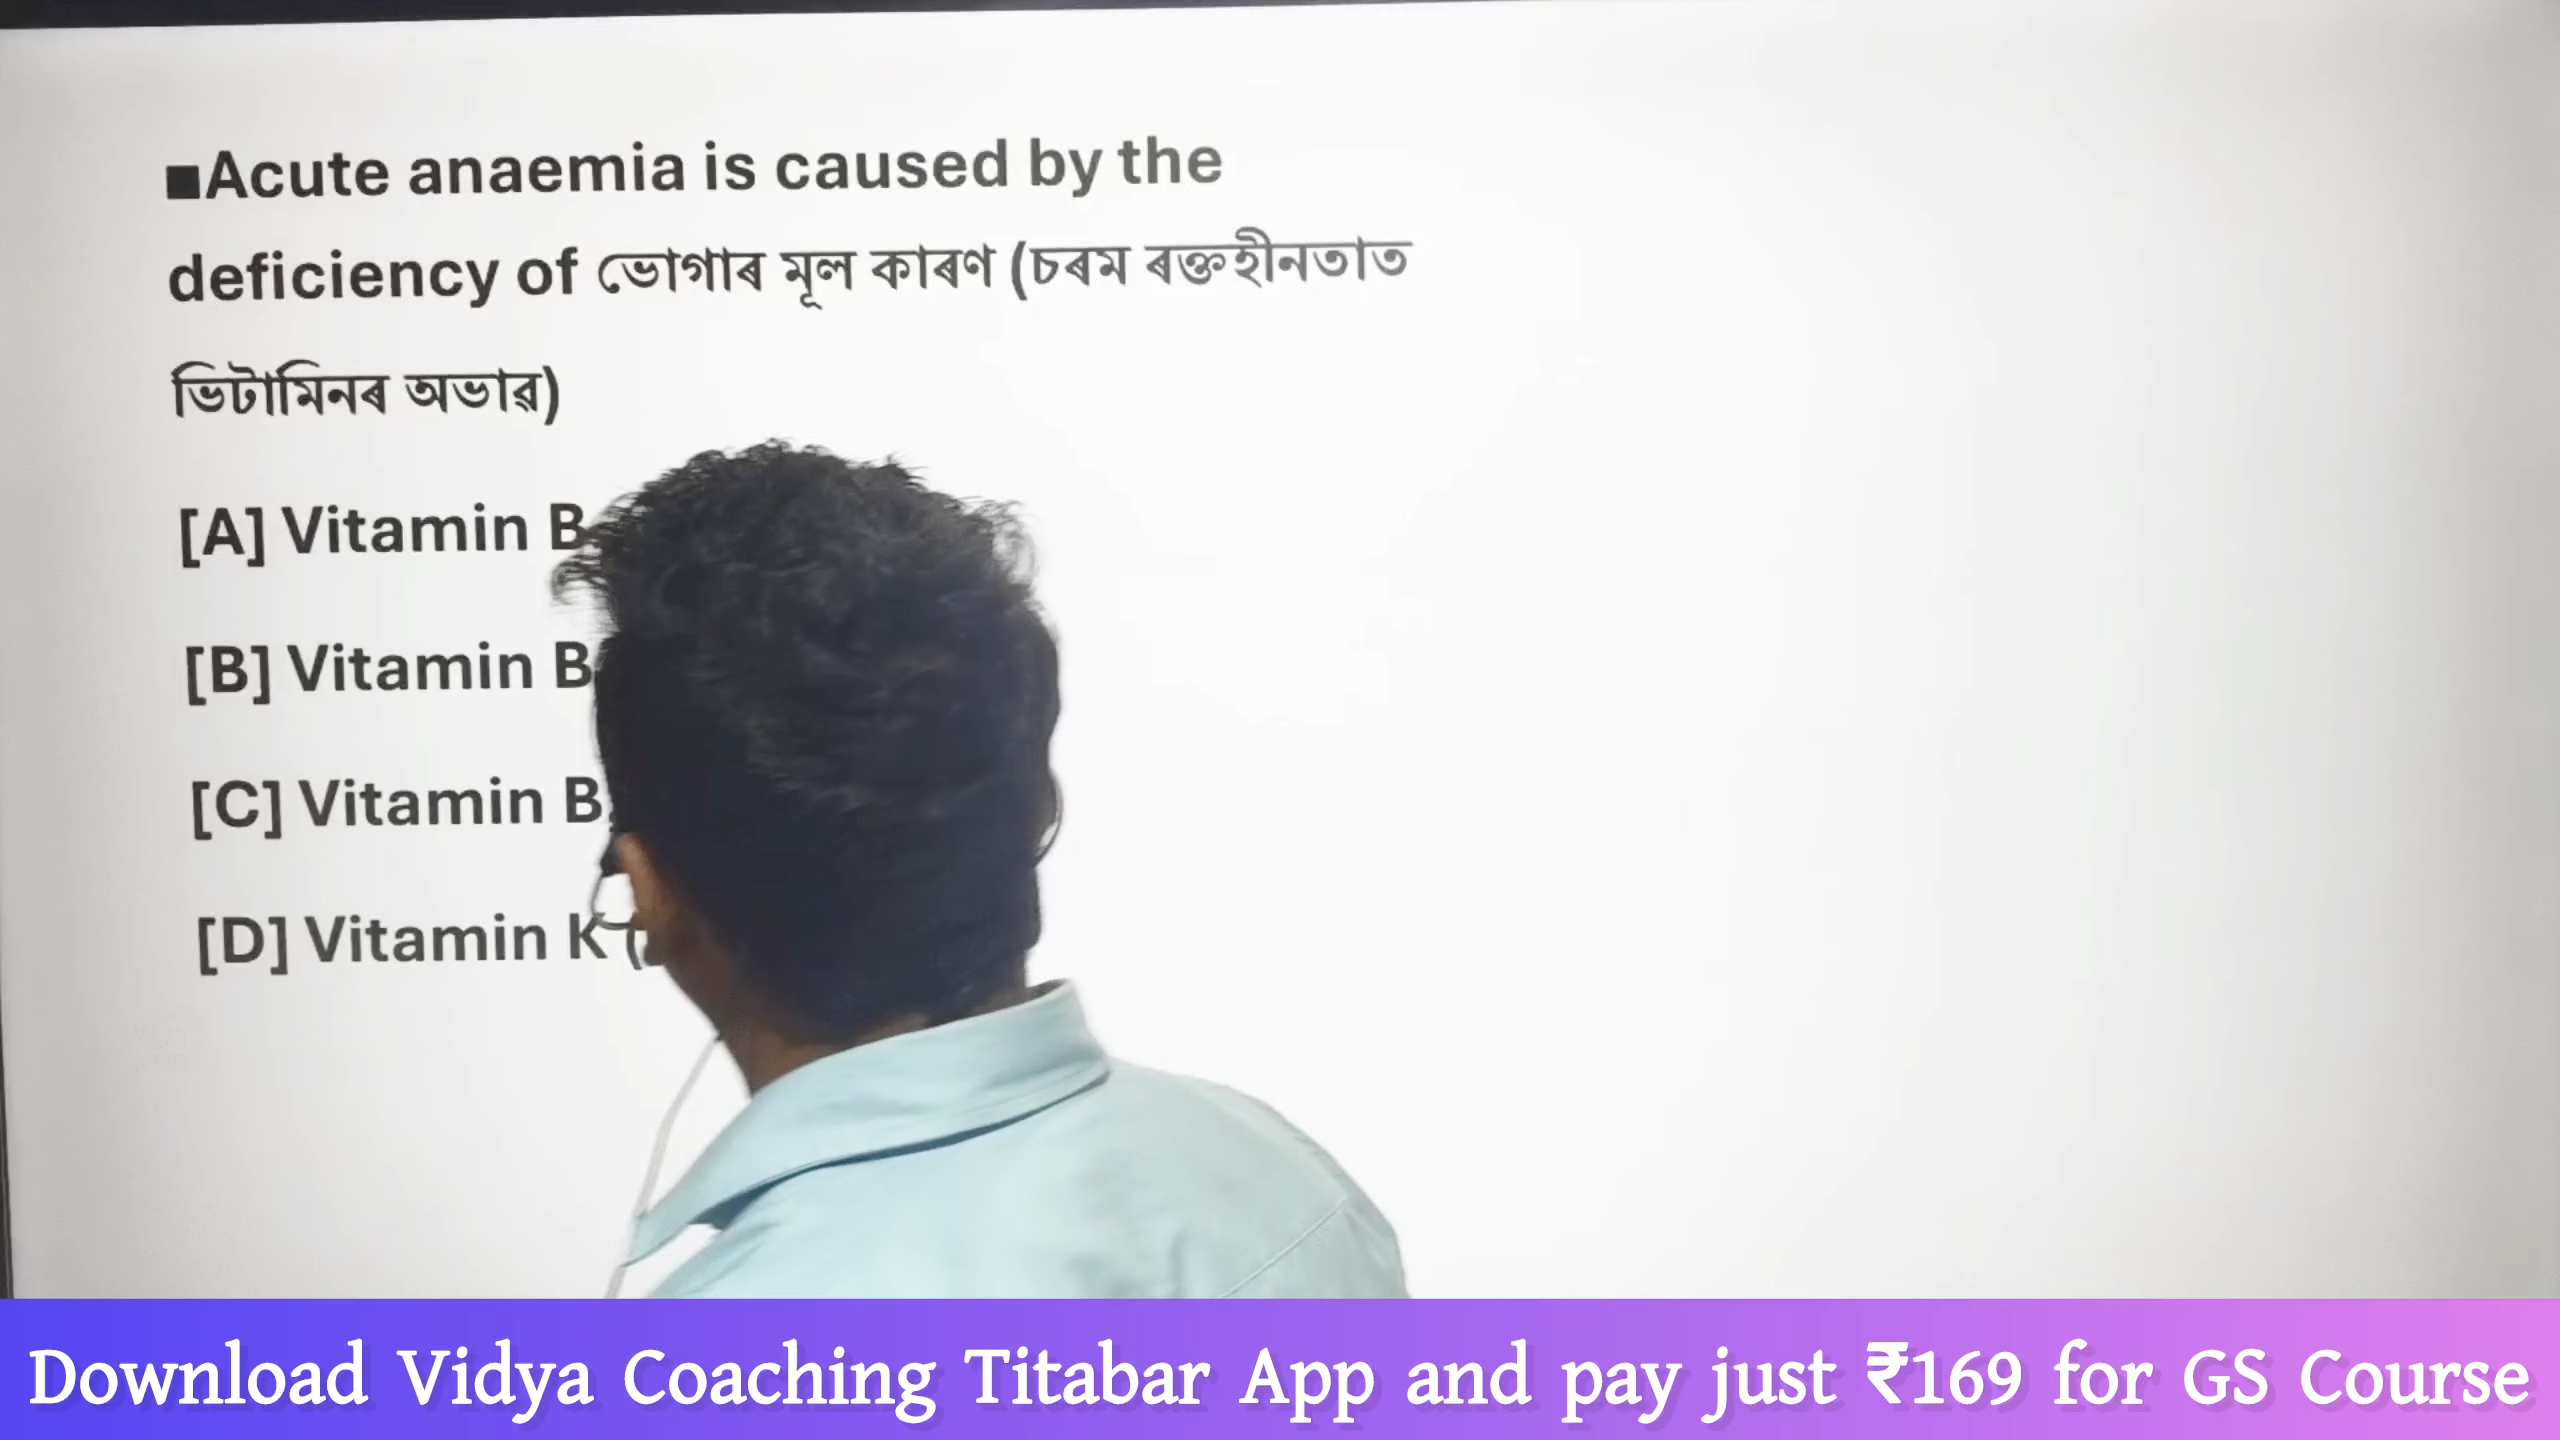 ■Acute anaemia is caused by the
deficiency of ভোগাৰ মূল কাৰণ (চৰম ৰক্তহীনতাত
ভিটামিনৰ অভাৱ)
[A] Vitamin B
[B] Vitamin B
[C] Vitamin B
[D] Vitamin K (
Download Vidya Coaching Titabar App and pay just ₹169 for GS Course